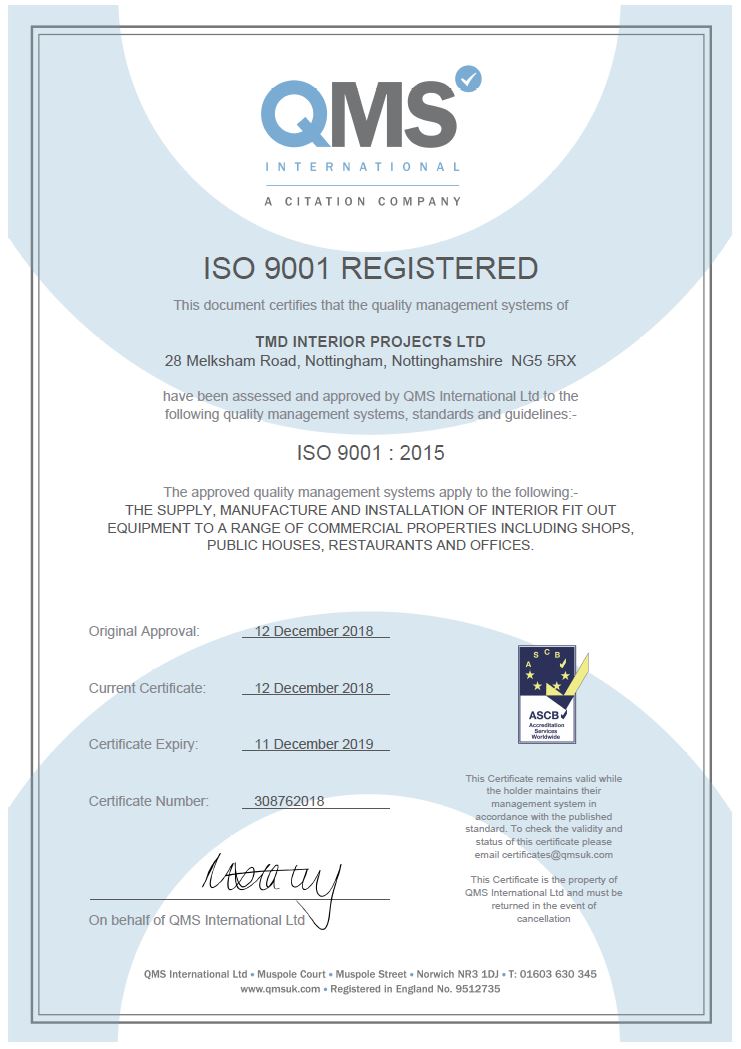 QMS
INTERNATIONAL
A CITATION COMPANY
ISO 9001 REGISTERED
This document certifies that the quality management systems of
TMD INTERIOR PROJECTS LTD
28 Melksham Road, Nottingham, Nottinghamshire NG5 5RX
have been assessed and approved by QMS International Ltd to the
following quality management systems, standards and guidelines:-
ISO 9001 : 2015
The approved quality management systems apply to the following:-
THE SUPPLY, MANUFACTURE AND INSTALLATION OF INTERIOR FIT OUT
EQUIPMENT TO A RANGE OF COMMERCIAL PROPERTIES INCLUDING SHOPS,
PUBLIC HOUSES, RESTAURANTS AND OFFICES.
Original Approval: 12 December 2018
Current Certificate: 12 December 2018
Certificate Expiry: 11 December 2019
Certificate Number: 308762018
On behalf of QMS International Ltd
ASCB
ASCB
Accreditation
Services
Worldwide
This Certificate remains valid while
the holder maintains their
management system in
accordance with the published
standard. To check the validity and
status of this certificate please
email certificates@qmsuk.com
This Certificate is the property of
QMS International Ltd and must be
returned in the event of
cancellation
QMS International Ltd • Muspole Court • Muspole Street • Norwich NR3 1DJ • T: 01603 630 345
www.qmsuk.com • Registered in England No. 9512735